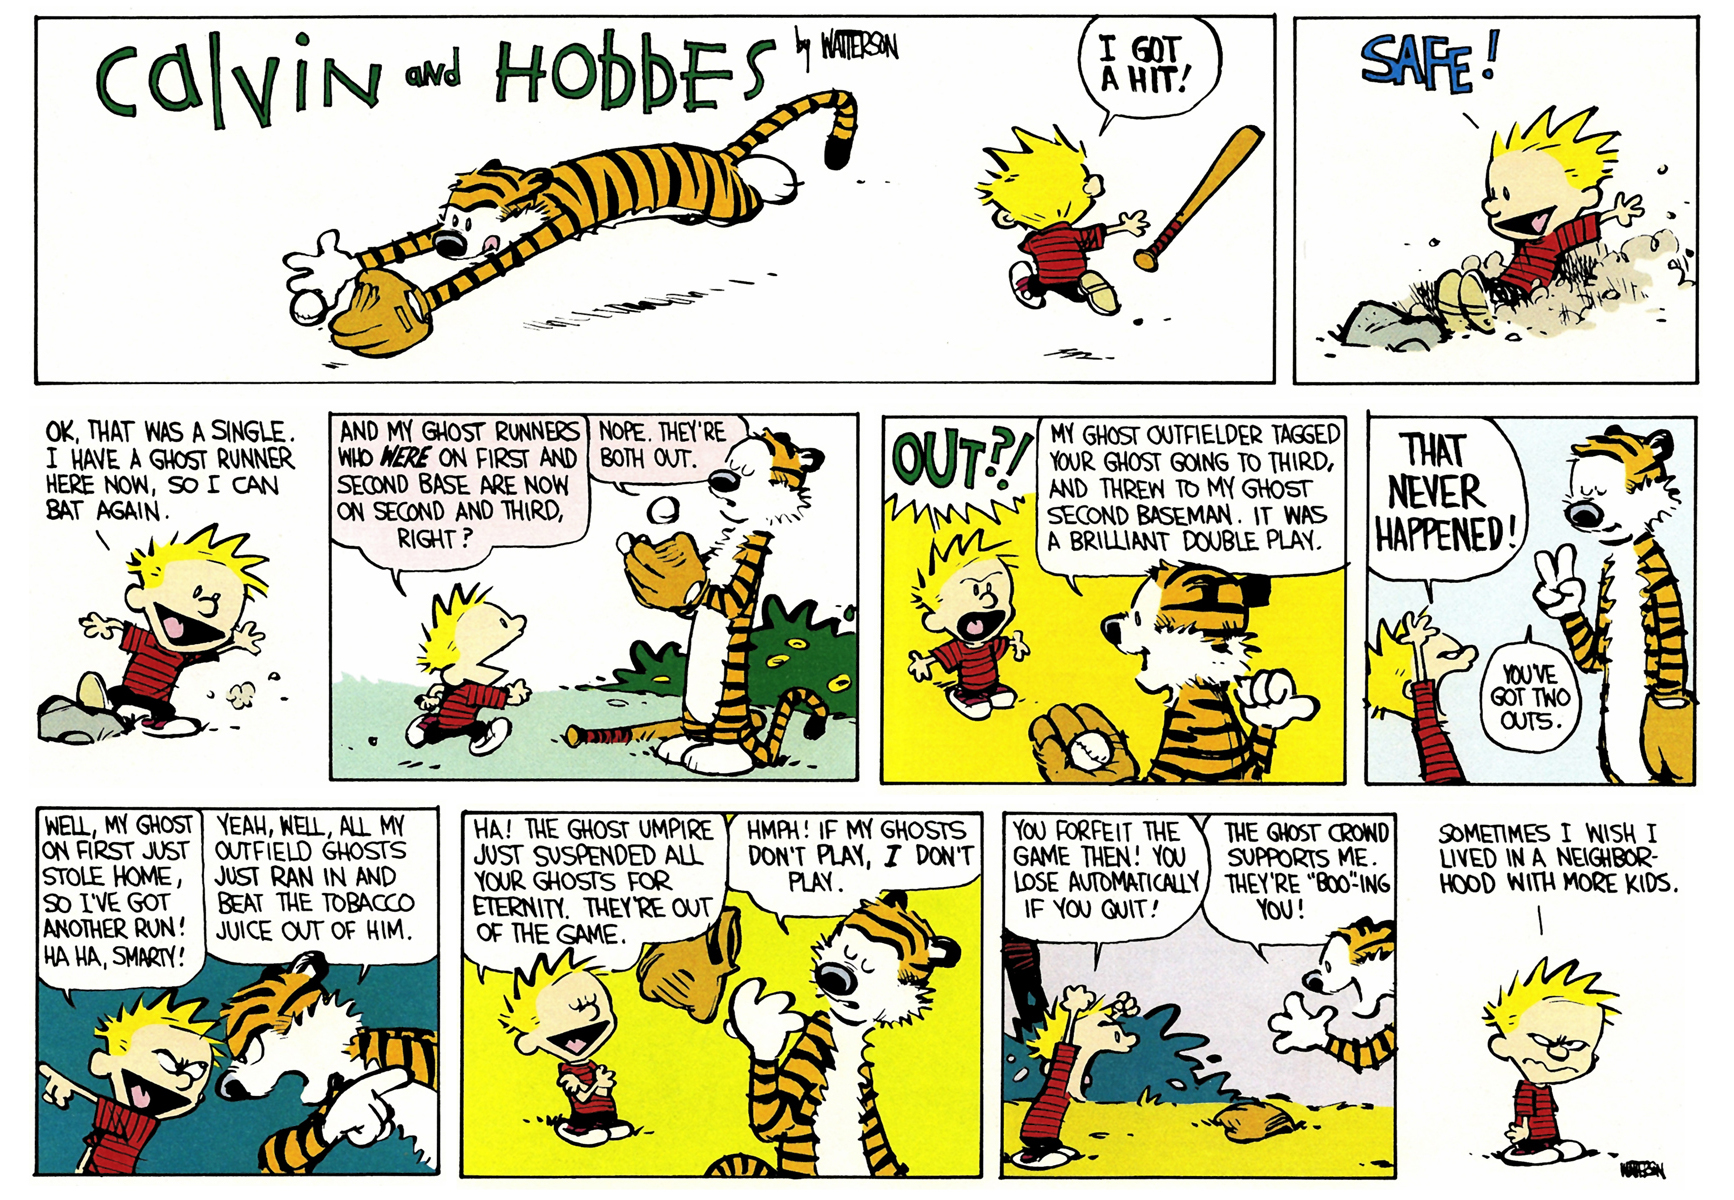 Calvin and Hobbes by Watterson
I GOT
A HIT!
SAFE!
OK, THAT WAS A SINGLE.
I HAVE A GHOST RUNNER
HERE NOW, SO I CAN
BAT AGAIN.
AND MY GHOST RUNNERS
WHO WERE ON FIRST AND
SECOND BASE ARE NOW
ON SECOND AND THIRD,
RIGHT?
NOPE. THEY'RE
BOTH OUT.
OUT?!
MY GHOST OUTFIELDER TAGGED
YOUR GHOST GOING TO THIRD,
AND THREW TO MY GHOST
SECOND BASEMAN. IT WAS
A BRILLIANT DOUBLE PLAY.
THAT
NEVER
HAPPENED!
YOU'VE
GOT TWO
OUTS.
WELL, MY GHOST
ON FIRST JUST
STOLE HOME,
SO I'VE GOT
ANOTHER RUN!
HA HA, SMARTY!
YEAH, WELL, ALL MY
OUTFIELD GHOSTS
JUST RAN IN AND
BEAT THE TOBACCO
JUICE OUT OF HIM.
HA! THE GHOST UMPIRE
JUST SUSPENDED ALL
YOUR GHOSTS FOR
ETERNITY. THEY'RE OUT
OF THE GAME.
HMPH! IF MY GHOSTS
DON'T PLAY, I DON'T
PLAY.
YOU FORFEIT THE
GAME THEN! YOU
LOSE AUTOMATICALLY
IF YOU QUIT!
THE GHOST CROWD
SUPPORTS ME.
THEY'RE "BOO"-ING
YOU!
SOMETIMES I WISH I
LIVED IN A NEIGHBOR-
HOOD WITH MORE KIDS.
WATTERSON